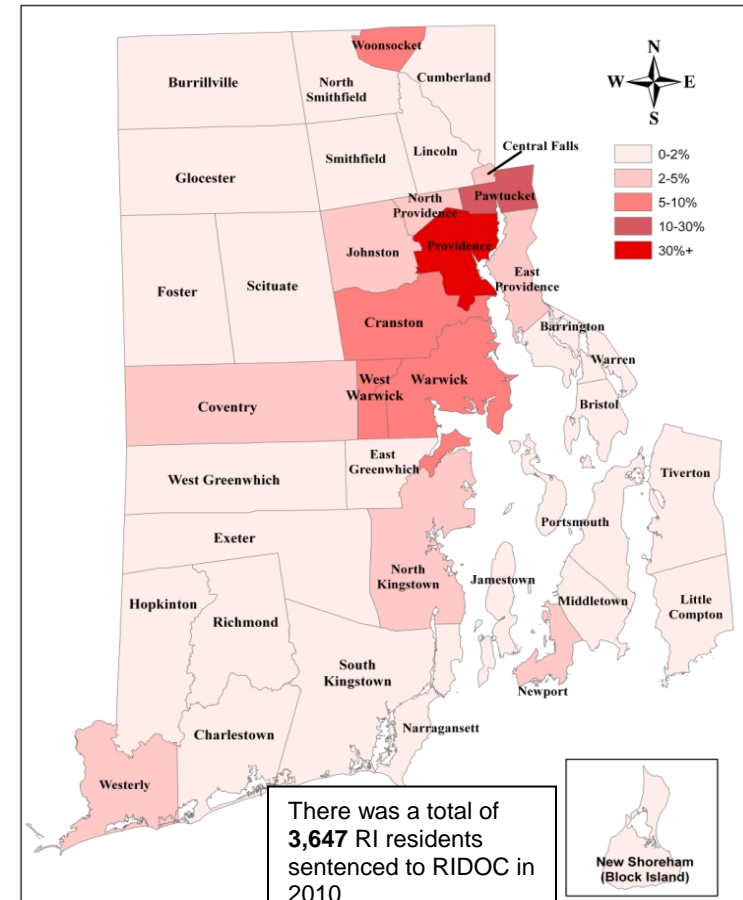 Woonsocket
Burrillville
North
Smithfield
Cumberland
N
W E
S
Smithfield
Lincoln
Central Falls
0-2%
2-5%
5-10%
10-30%
30%+
Glocester
North
Providence
Pawtucket
Johnston
Providence
Foster
Scituate
East
Providence
Cranston
Barrington
Warren
West
Warwick
Warwick
Coventry
Bristol
East
Greenwhich
West Greenwhich
Tiverton
Portsmouth
Exeter
North
Kingstown
Jamestown
Middletown
Little
Compton
Hopkinton
Richmond
South
Kingstown
Newport
Charlestown
Narragansett
Westerly
There was a total of
3,647 RI residents
sentenced to RIDOC in
2010
New Shoreham
(Block Island)